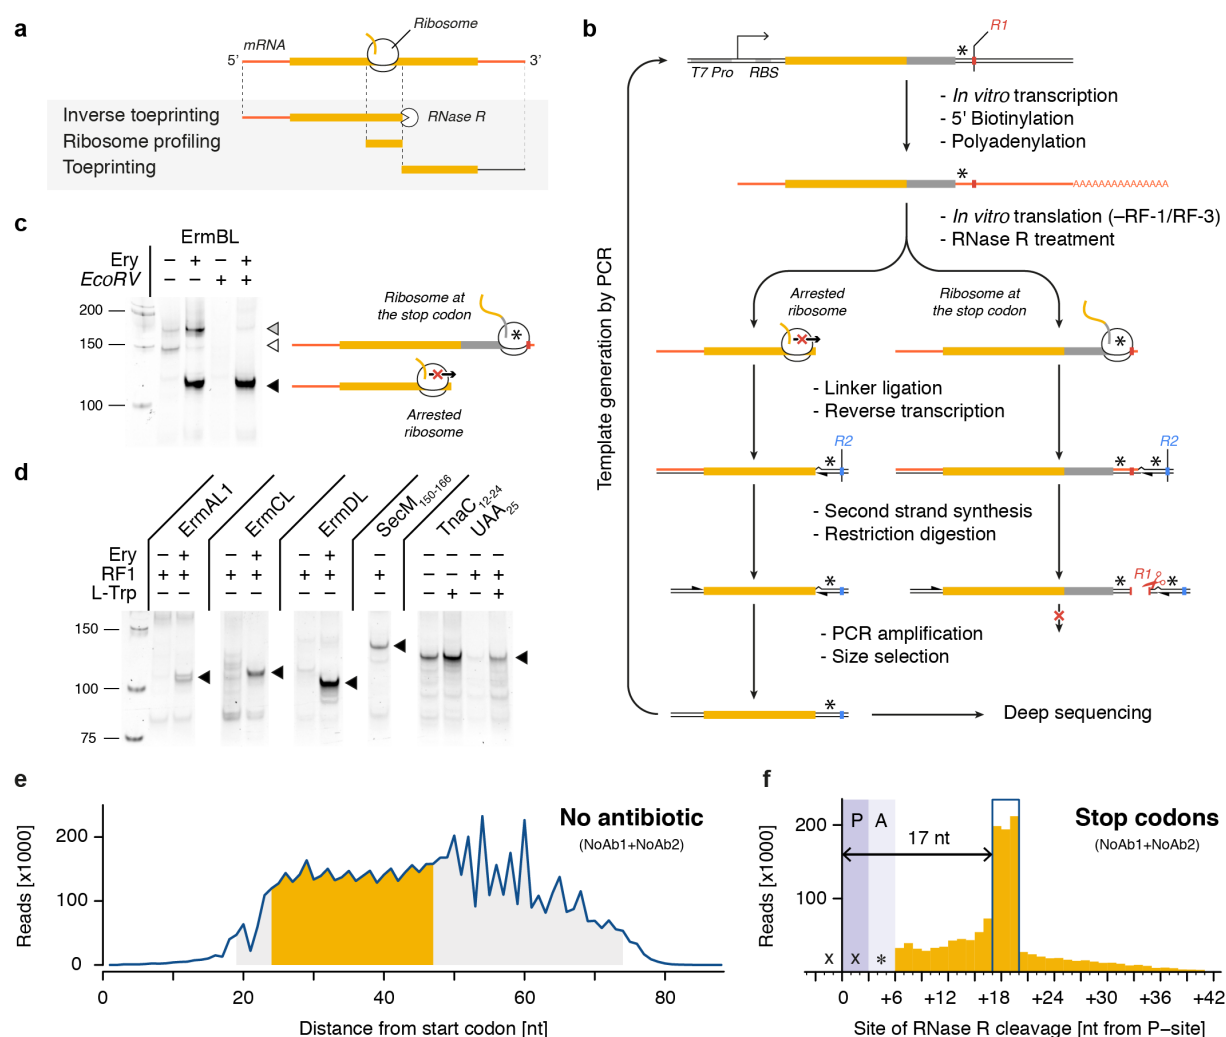 a
Ribosome
mRNA
5’
3’
Inverse toeprinting
RNase R
Ribosome profiling
Toeprinting
b
R1
*
T7 Pro
RBS
- In vitro transcription
- 5' Biotinylation
- Polyadenylation
*
AAAAAAAAAAAAAAA
- In vitro translation (–RF-1/RF-3)
- RNase R treatment
Template generation by PCR
Arrested
ribosome
Ribosome at
the stop codon
*
- Linker ligation
- Reverse transcription
R2
*
R2
*
*
- Second strand synthesis
- Restriction digestion
*
R1
*
*
- PCR amplification
- Size selection
*
Deep sequencing
c
ErmBL
Ery – + – +
EcoRV – – + +
200
150
100
Ribosome at
the stop codon
*
Arrested
ribosome
d
ErmAL1
ErmCL
ErmDL
SecM150-166
TnaC12-24
UAA25
Ery – + – + – + – – – – –
RF1 + + + + + + + – – + +
L-Trp – + – +
150
100
75
e
No antibiotic
(NoAb1+NoAb2)
Reads [x1000]
200
100
0
0 20 40 60 80
Distance from start codon [nt]
f
Stop codons
(NoAb1+NoAb2)
P A
17 nt
Reads [x1000]
200
100
x x *
0 +6 +12 +18 +24 +30 +36 +42
Site of RNase R cleavage [nt from P–site]